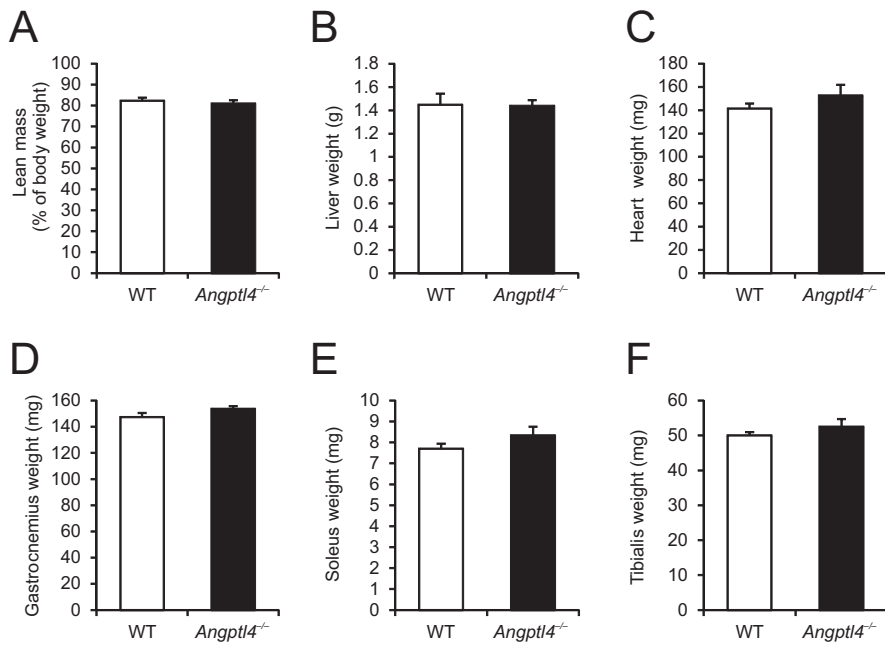 A
Lean mass
(% of body weight)
100
90
80
70
60
50
40
30
20
10
0
WT
Angptl4⁻/⁻
B
Liver weight (g)
1.8
1.6
1.4
1.2
1
0.8
0.6
0.4
0.2
0
WT
Angptl4⁻/⁻
C
Heart weight (mg)
180
160
140
120
100
80
60
40
20
0
WT
Angptl4⁻/⁻
D
Gastrocnemius weight (mg)
160
140
120
100
80
60
40
20
0
WT
Angptl4⁻/⁻
E
Soleus weight (mg)
10
9
8
7
6
5
4
3
2
1
0
WT
Angptl4⁻/⁻
F
Tibialis weight (mg)
60
50
40
30
20
10
0
WT
Angptl4⁻/⁻